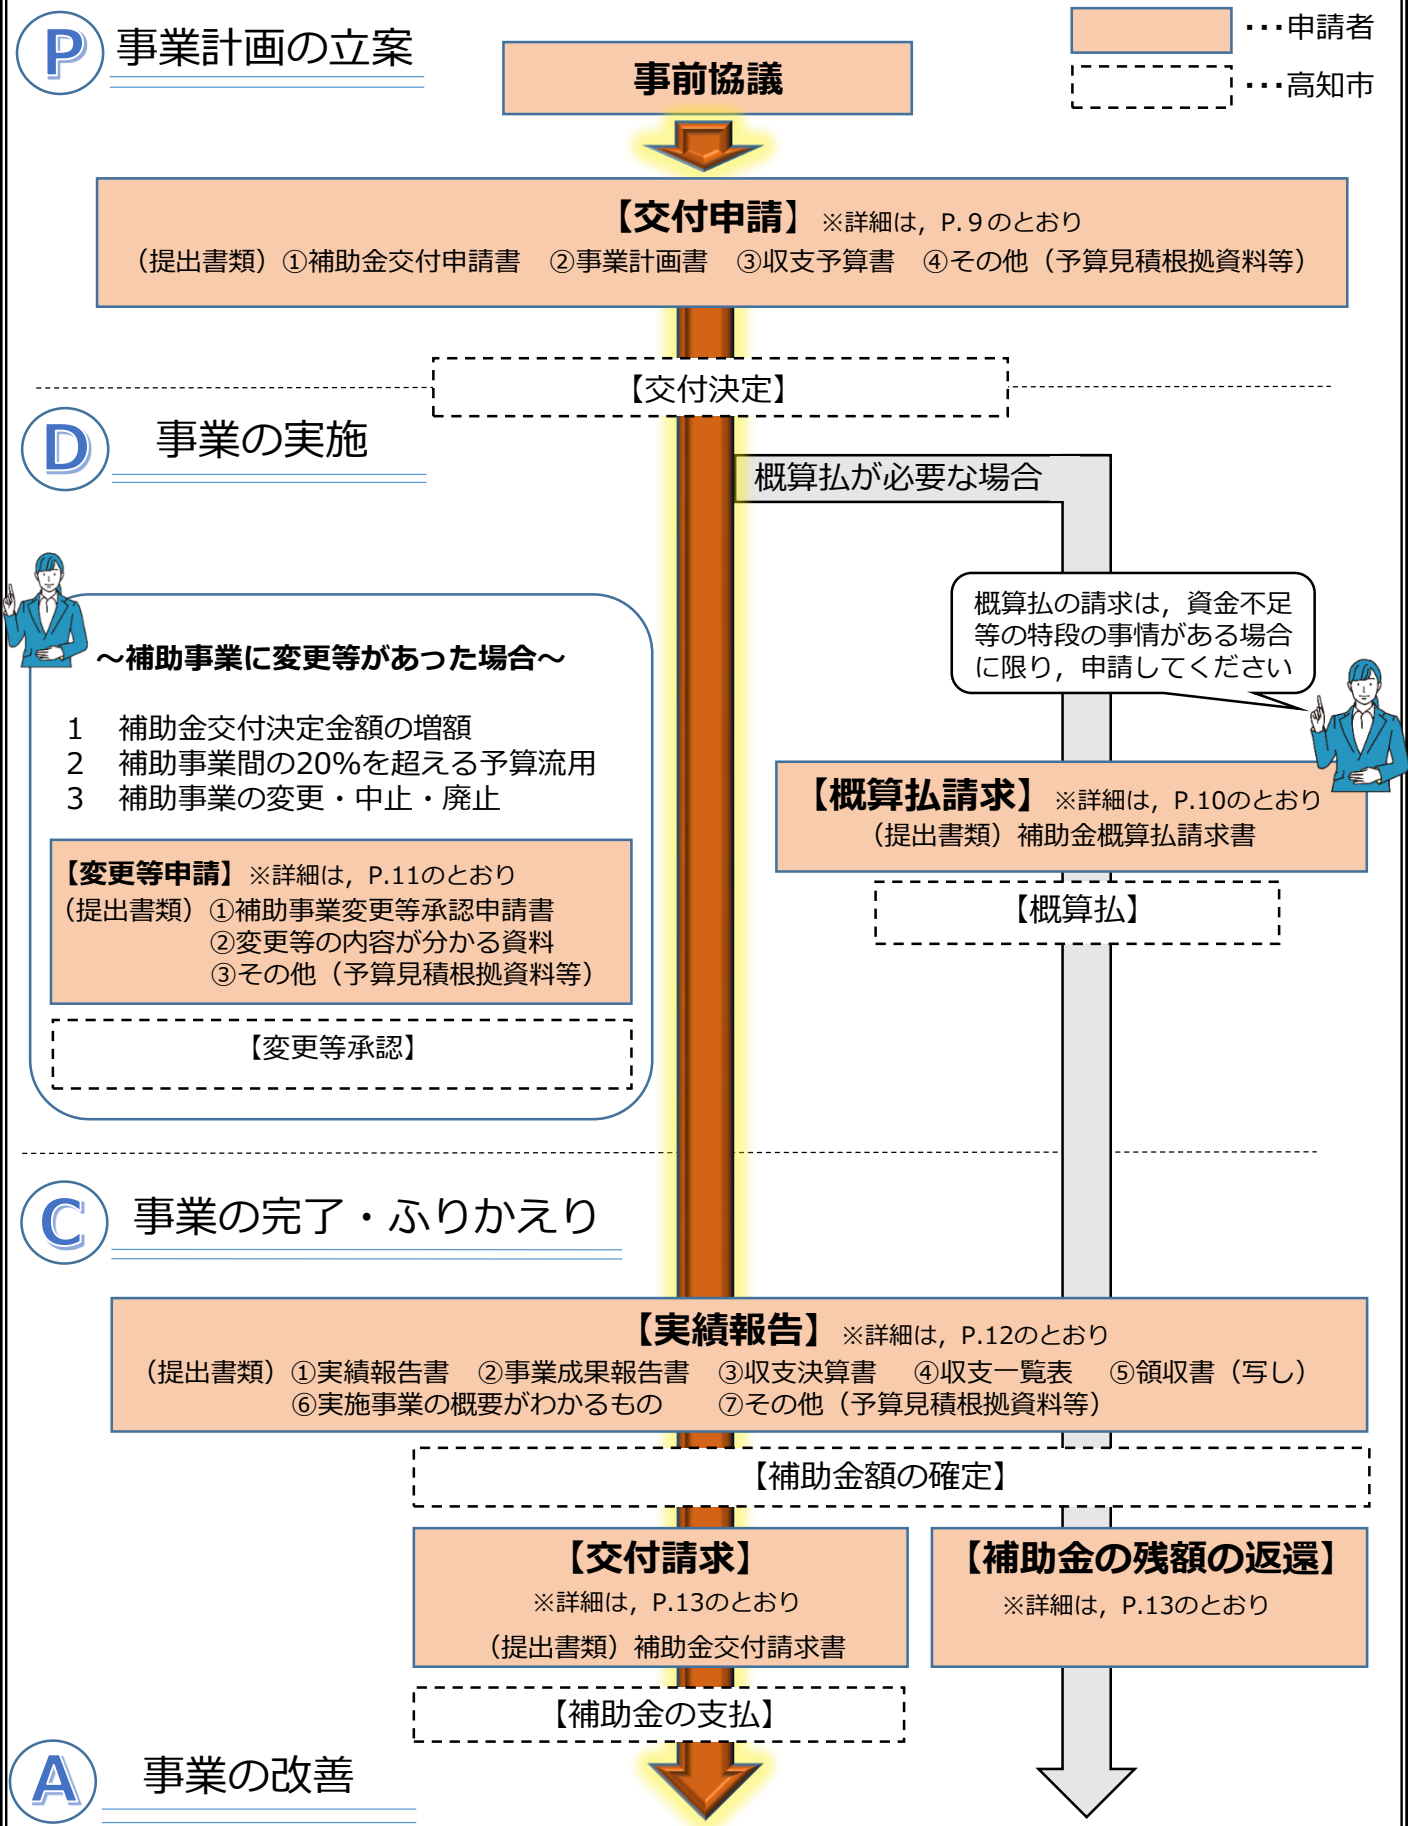 P 事業計画の立案
・・・申請者
・・・高知市
事前協議
【交付申請】※詳細は，P.９のとおり
（提出書類）①補助金交付申請書　②事業計画書　③収支予算書　④その他（予算見積根拠資料等）
【交付決定】
D 事業の実施
概算払が必要な場合
概算払の請求は，資金不足
等の特段の事情がある場合
に限り，申請してください
～補助事業に変更等があった場合～
1　補助金交付決定金額の増額
2　補助事業間の20%を超える予算流用
3　補助事業の変更・中止・廃止
【変更等申請】※詳細は，P.11のとおり
（提出書類）①補助事業変更等承認申請書
②変更等の内容が分かる資料
③その他（予算見積根拠資料等）
【変更等承認】
【概算払請求】※詳細は，P.10のとおり
（提出書類）補助金概算払請求書
【概算払】
C 事業の完了・ふりかえり
【実績報告】※詳細は，P.12のとおり
（提出書類）①実績報告書　②事業成果報告書　③収支決算書　④収支一覧表　⑤領収書（写し）
⑥実施事業の概要がわかるもの　⑦その他（予算見積根拠資料等）
【補助金額の確定】
【交付請求】
※詳細は，P.13のとおり
（提出書類）補助金交付請求書
【補助金の残額の返還】
※詳細は，P.13のとおり
【補助金の支払】
A 事業の改善